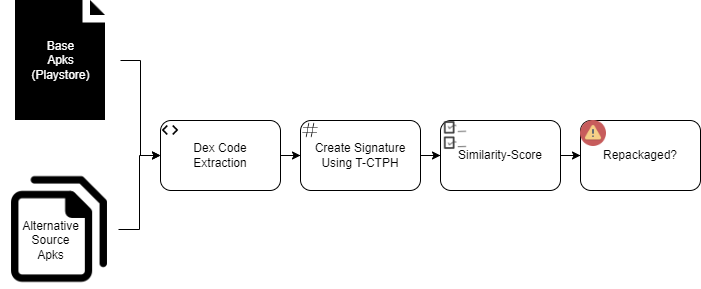 Base
Apks
(Playstore)
Dex Code
Extraction
Create Signature
Using T-CTPH
Similarity-Score
Repackaged?
Alternative
Source
Apks